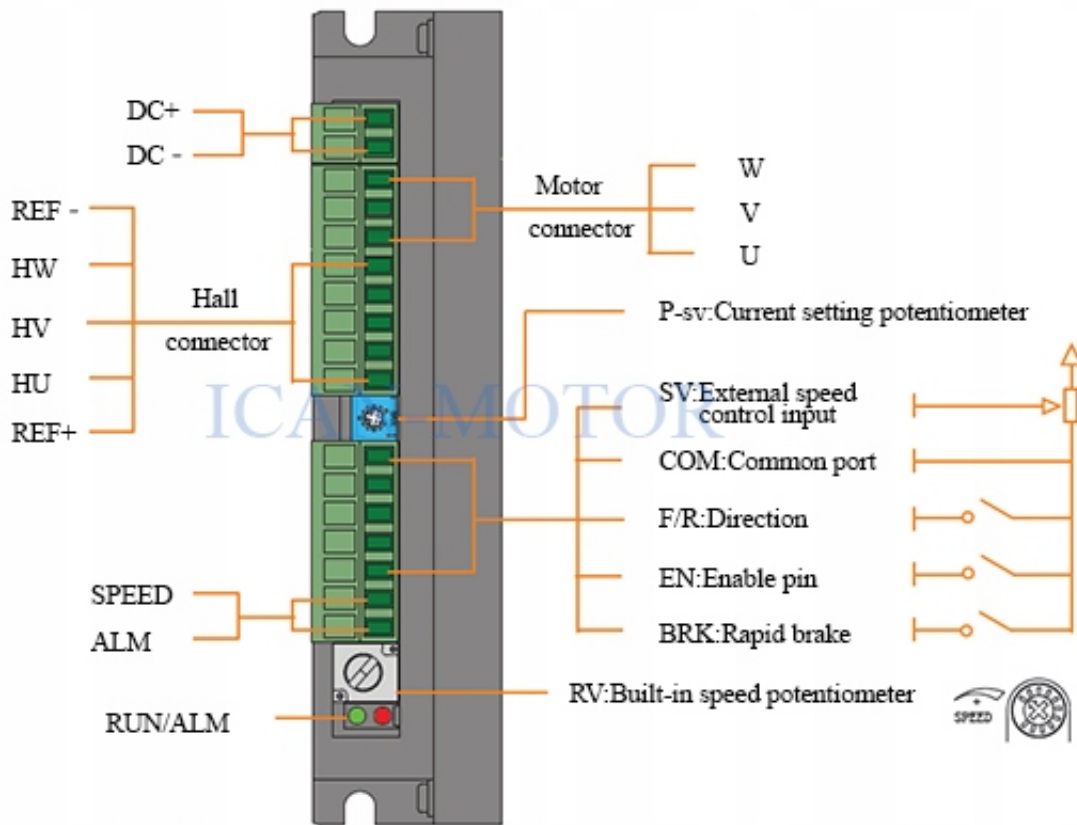 DC+
DC -
REF -
HW
HV
HU
REF+
Hall
connector
Motor
connector
W
V
U
P-sv:Current setting potentiometer
SV:External speed
control input
COM:Common port
F/R:Direction
EN:Enable pin
BRK:Rapid brake
ICAN MOTOR
SPEED
ALM
RV:Built-in speed potentiometer
RUN/ALM
+
SPEED